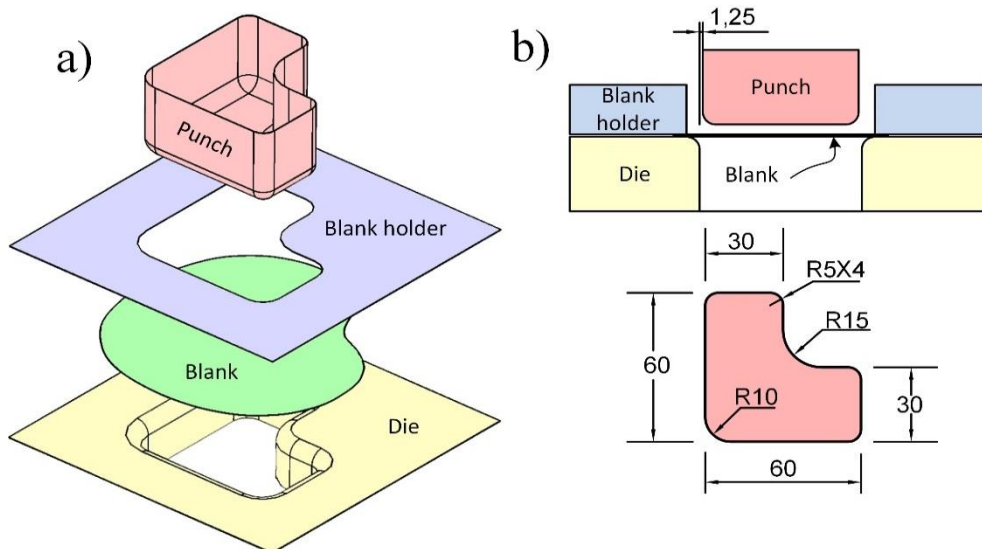 a)
Punch
Blank holder
Blank
Die
b)
1,25
Punch
Blank
holder
Die
Blank
30
R5X4
60
R15
R10
30
60